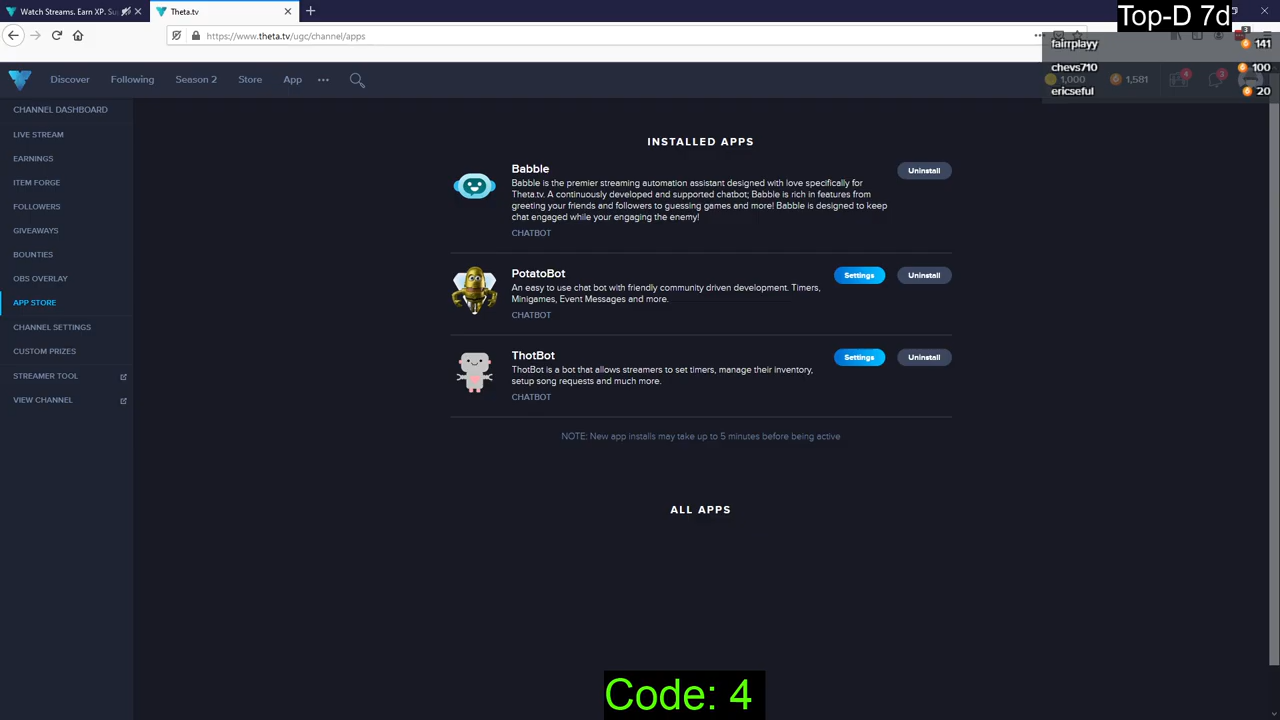 Watch Streams. Earn XP. Su
Theta.tv
Top-D 7d
https://www.theta.tv/ugc/channel/apps
fairrplayy 141
chevs710 100
ericseful 20
Discover
Following
Season 2
Store
App
1,000
1,581
4
3
CHANNEL DASHBOARD
LIVE STREAM
EARNINGS
ITEM FORGE
FOLLOWERS
GIVEAWAYS
BOUNTIES
OBS OVERLAY
APP STORE
CHANNEL SETTINGS
CUSTOM PRIZES
STREAMER TOOL
VIEW CHANNEL
INSTALLED APPS
Babble
Uninstall
Babble is the premier streaming automation assistant designed with love specifically for
Theta.tv. A continuously developed and supported chatbot; Babble is rich in features from
greeting your friends and followers to guessing games and more! Babble is designed to keep
chat engaged while your engaging the enemy!
CHATBOT
PotatoBot
Settings
Uninstall
An easy to use chat bot with friendly community driven development. Timers,
Minigames, Event Messages and more.
CHATBOT
ThotBot
Settings
Uninstall
ThotBot is a bot that allows streamers to set timers, manage their inventory,
setup song requests and much more.
CHATBOT
NOTE: New app installs may take up to 5 minutes before being active
ALL APPS
Code: 4